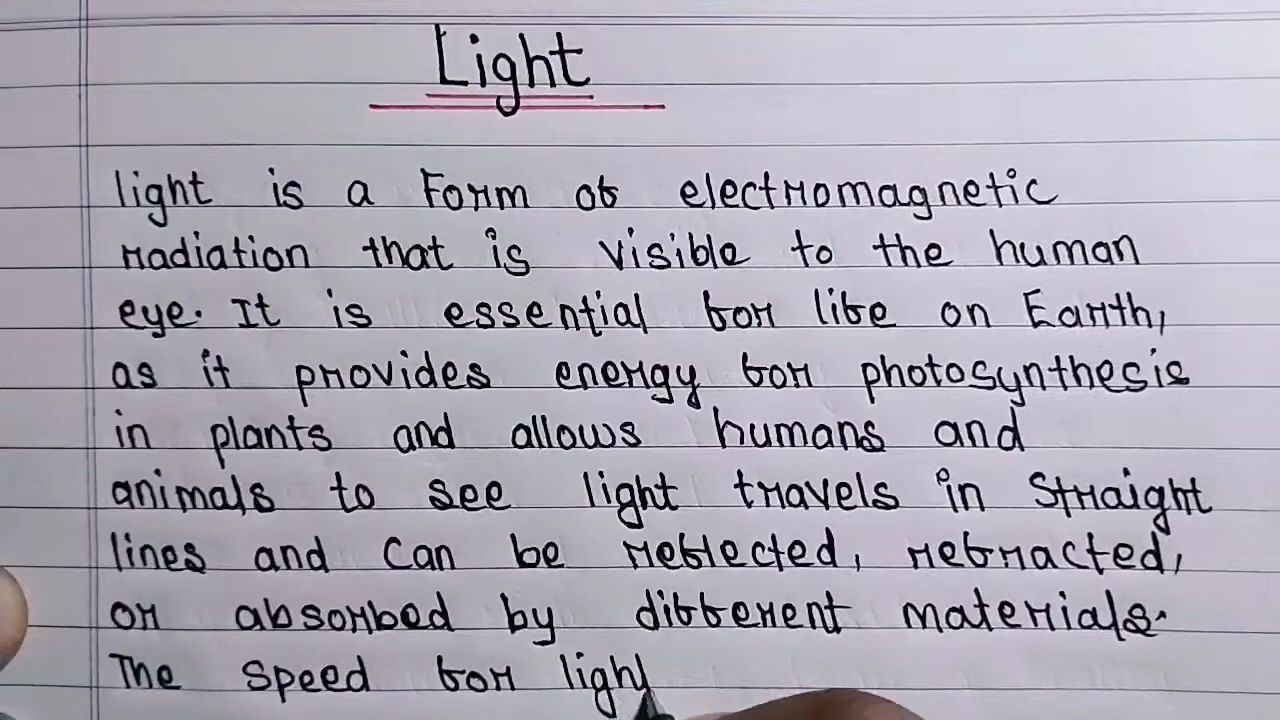 Light
light is a Form of electromagnetic
radiation that is visible to the human
eye. It is essential for life on Earth,
as it provides energy for photosynthesis
in plants and allows humans and
animals to see light travels in straight
lines and can be reflected, refracted,
or absorbed by different materials.
The speed for light